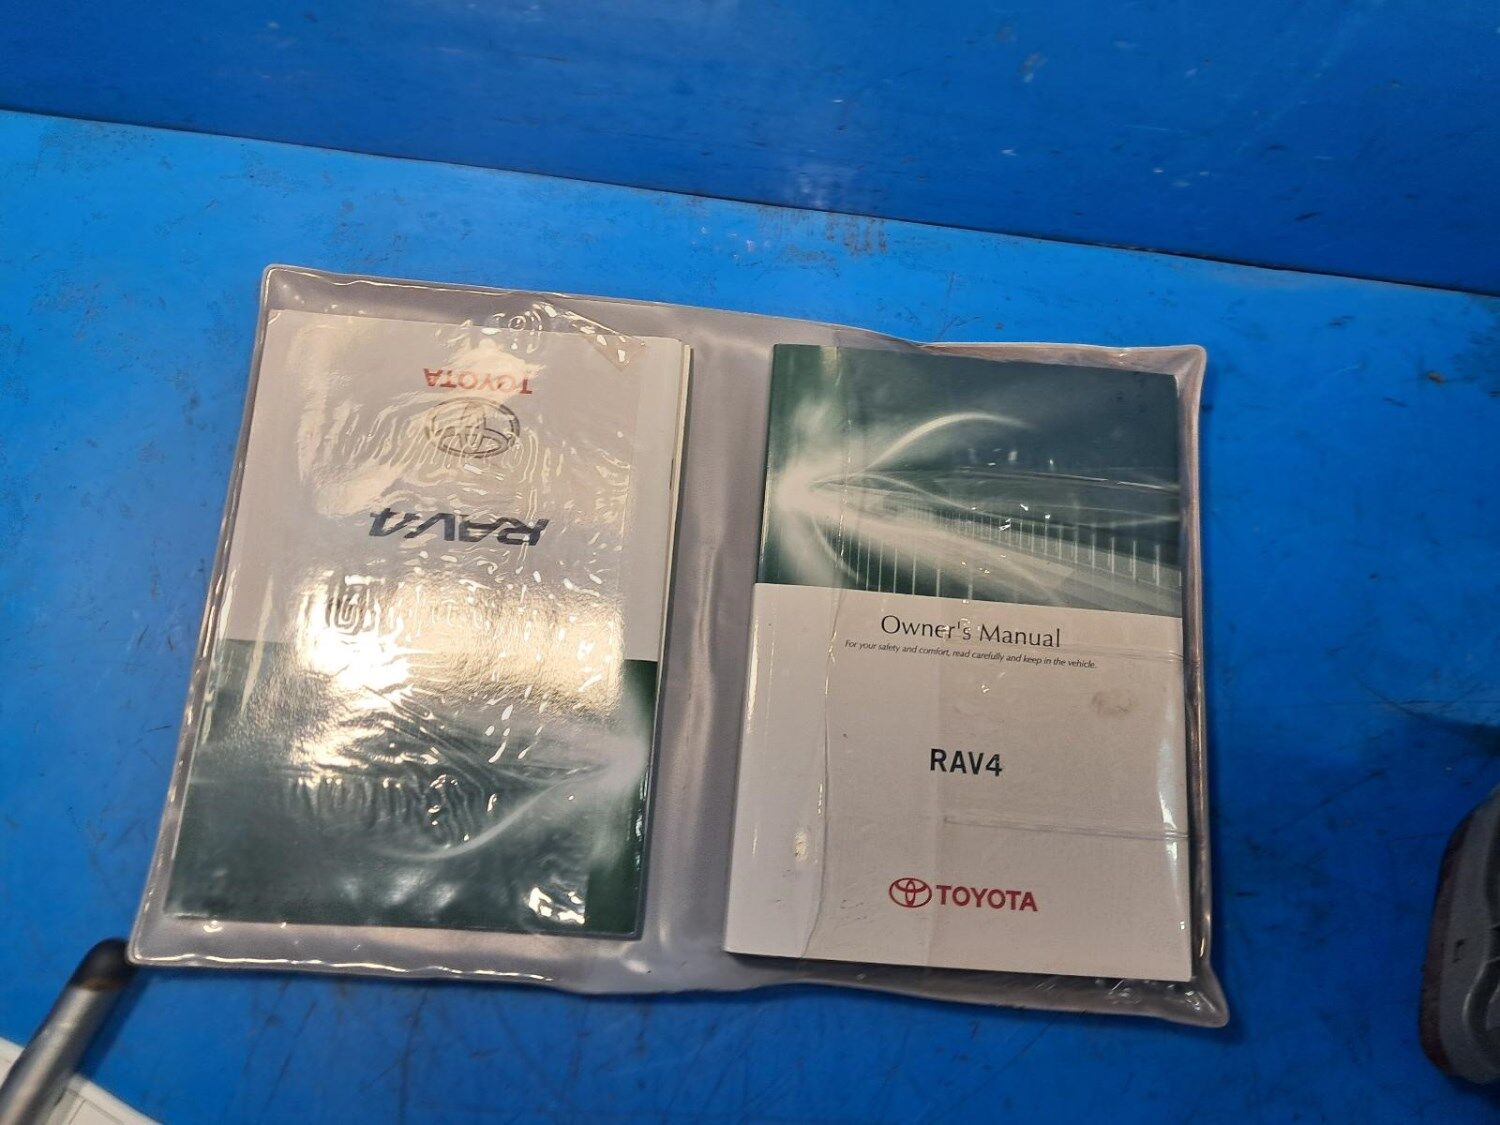 TOYOTA
RAV4
Owner's Manual
For your safety and comfort, read carefully and keep in the vehicle.
RAV4
TOYOTA